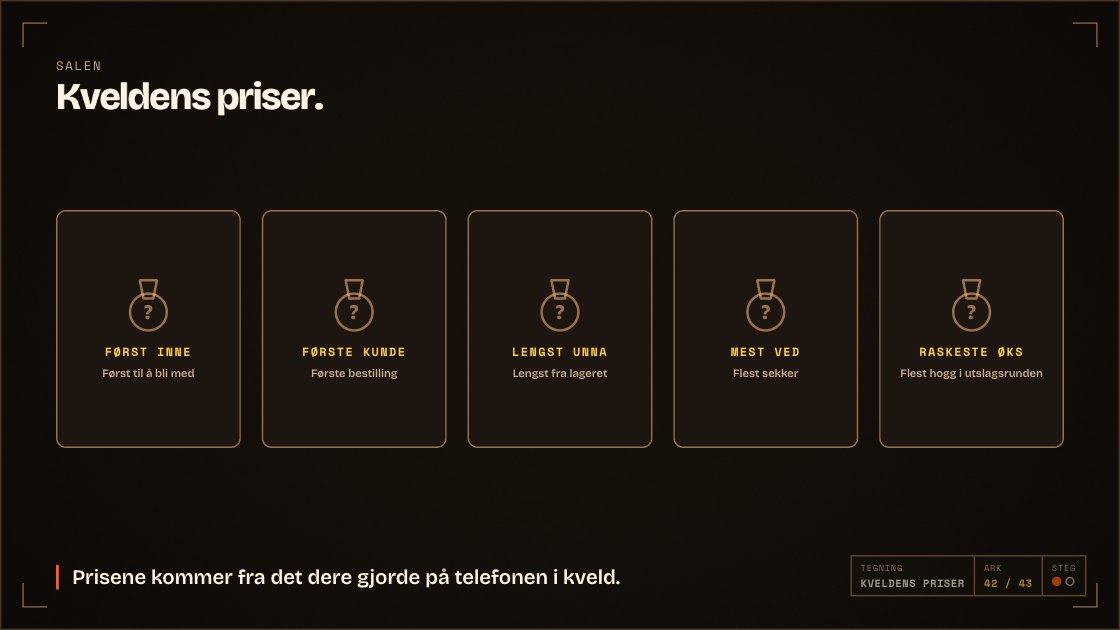 SALEN
Kveldens priser.
?
FØRST INNE
Først til å bli med
?
FØRSTE KUNDE
Første bestilling
?
LENGST UNNA
Lengst fra lageret
?
MEST VED
Flest sekker
?
RASKESTE ØKS
Flest hogg i utslagsrunden
Prisene kommer fra det dere gjorde på telefonen i kveld.
TEGNING
KVELDENS PRISER
ARK
42 / 43
STEG